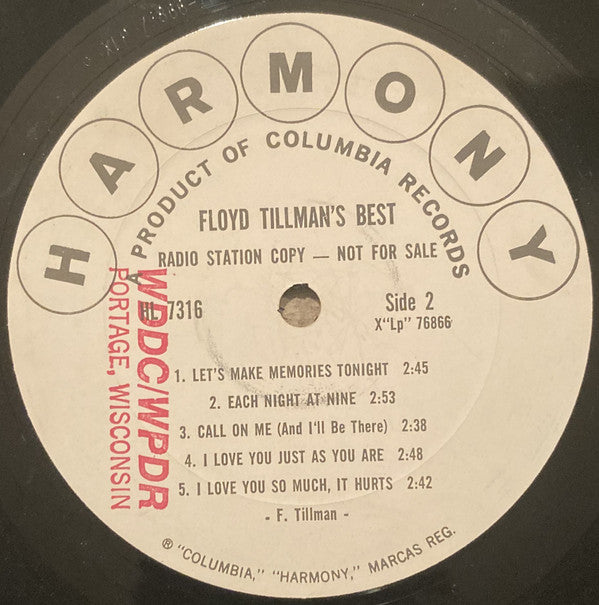 HARMONY
A PRODUCT OF COLUMBIA RECORDS
FLOYD TILLMAN'S BEST
RADIO STATION COPY — NOT FOR SALE
HL 7316
Side 2
X"Lp" 76866
1. LET'S MAKE MEMORIES TONIGHT 2:45
2. EACH NIGHT AT NINE 2:53
3. CALL ON ME (And I'll Be There) 2:38
4. I LOVE YOU JUST AS YOU ARE 2:48
5. I LOVE YOU SO MUCH, IT HURTS 2:42
- F. Tillman -
® "COLUMBIA," "HARMONY," MARCAS REG.
WDDC/WPDR
PORTAGE, WISCONSIN